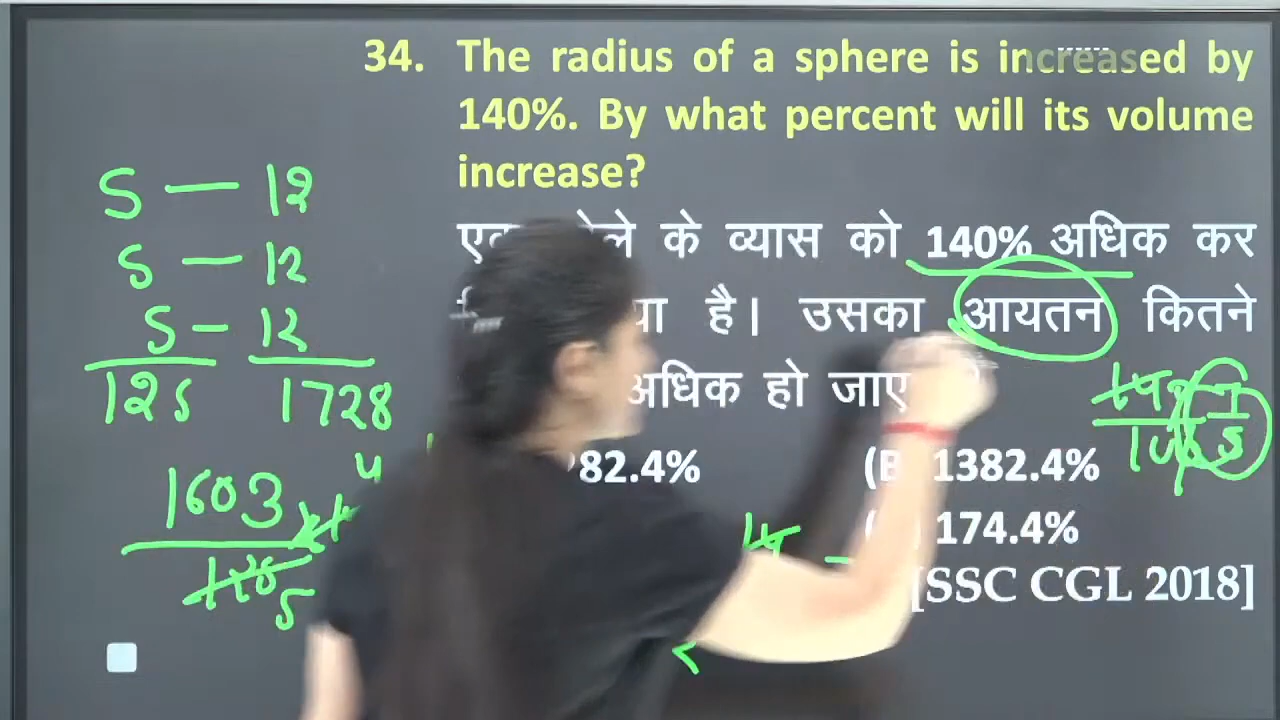 34. The radius of a sphere is increased by
140%. By what percent will its volume
increase?
के व्यास को 140% अधिक कर
है। उसका आयतन कितने
अधिक हो जाए
82.4%
1382.4%
174.4%
[SSC CGL 2018]
5 — 12
5 — 12
5 — 12
125 1728
1603
5